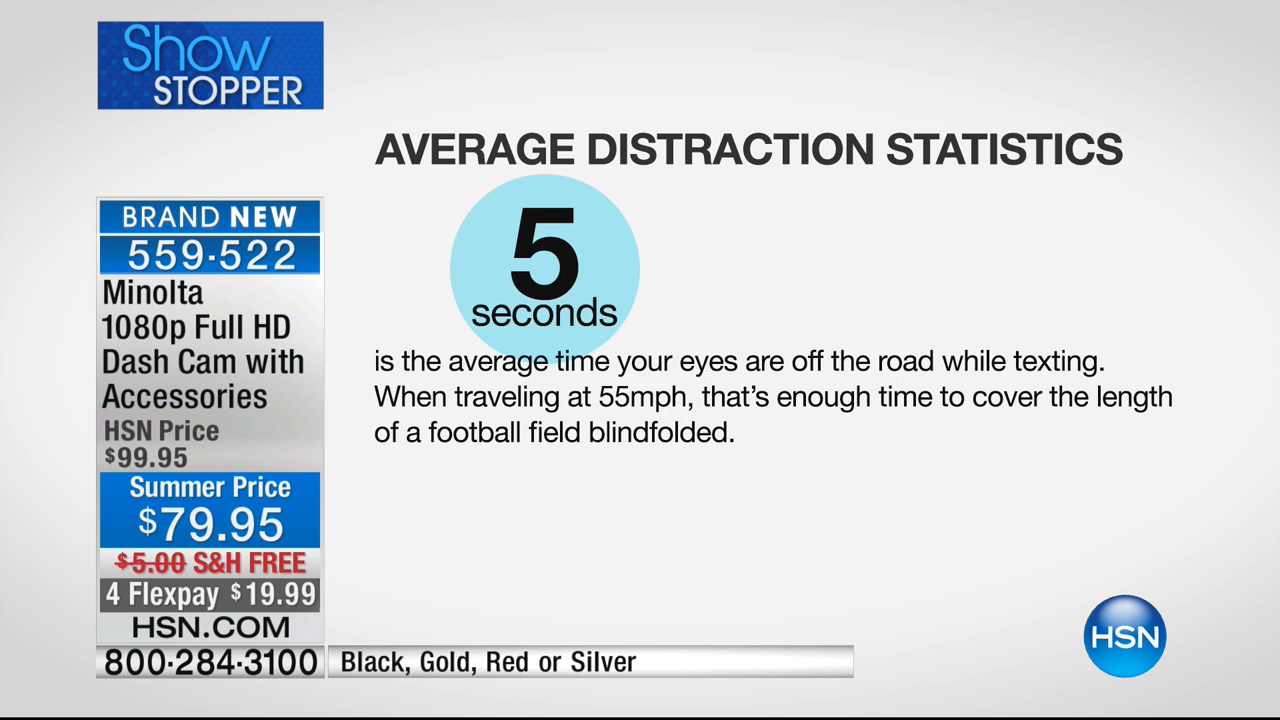 Show
STOPPER
AVERAGE DISTRACTION STATISTICS
5
seconds
is the average time your eyes are off the road while texting.
When traveling at 55mph, that's enough time to cover the length
of a football field blindfolded.
BRAND NEW
559·522
Minolta
1080p Full HD
Dash Cam with
Accessories
HSN Price
$99.95
Summer Price
$79.95
$5.00 S&H FREE
4 Flexpay $19.99
HSN.COM
800·284·3100
Black, Gold, Red or Silver
HSN